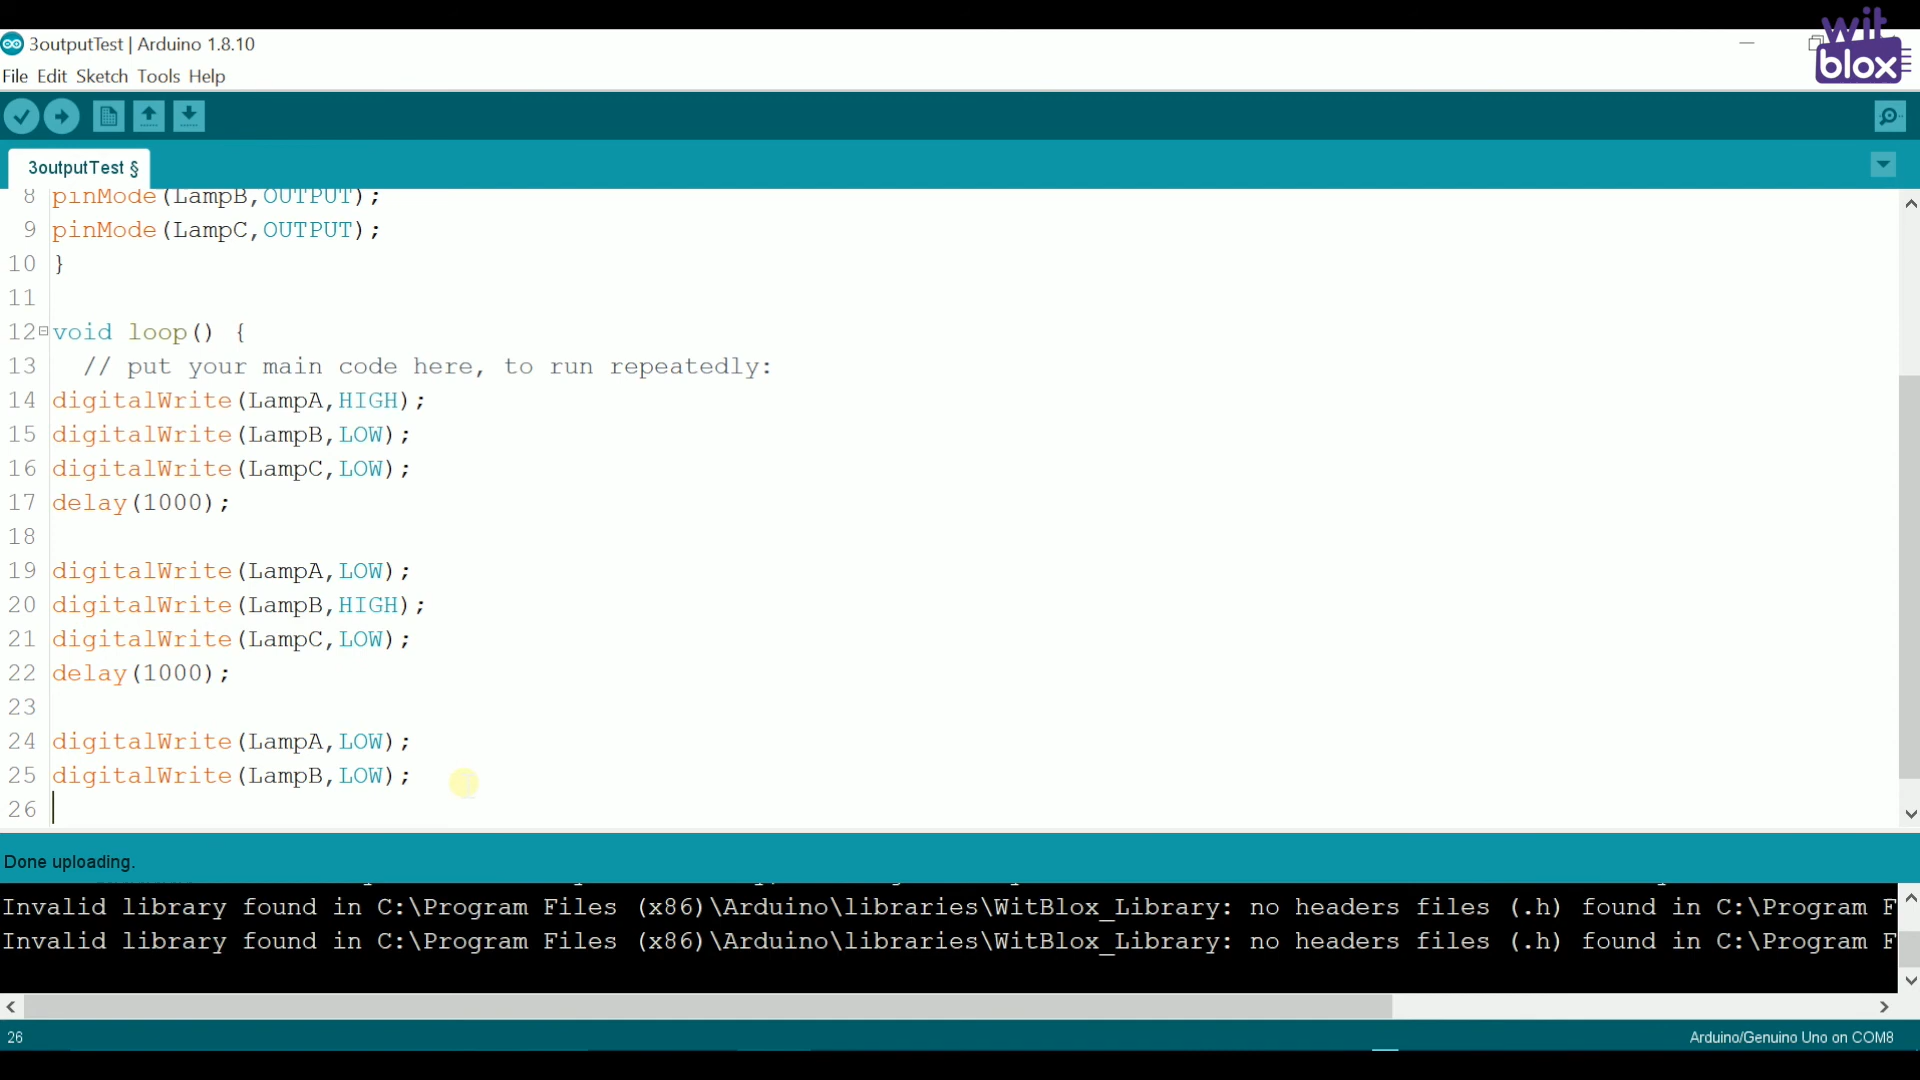 wit
blox
3outputTest | Arduino 1.8.10
File Edit Sketch Tools Help
3outputTest §
8 pinMode(LampB,OUTPUT);
9 pinMode(LampC,OUTPUT);
10 }
11
12 void loop() {
13 // put your main code here, to run repeatedly:
14 digitalWrite(LampA,HIGH);
15 digitalWrite(LampB,LOW);
16 digitalWrite(LampC,LOW);
17 delay(1000);
18
19 digitalWrite(LampA,LOW);
20 digitalWrite(LampB,HIGH);
21 digitalWrite(LampC,LOW);
22 delay(1000);
23
24 digitalWrite(LampA,LOW);
25 digitalWrite(LampB,LOW);
26
Done uploading.
Invalid library found in C:\Program Files (x86)\Arduino\libraries\WitBlox_Library: no headers files (.h) found in C:\Program F
Invalid library found in C:\Program Files (x86)\Arduino\libraries\WitBlox_Library: no headers files (.h) found in C:\Program F
26
Arduino/Genuino Uno on COM8